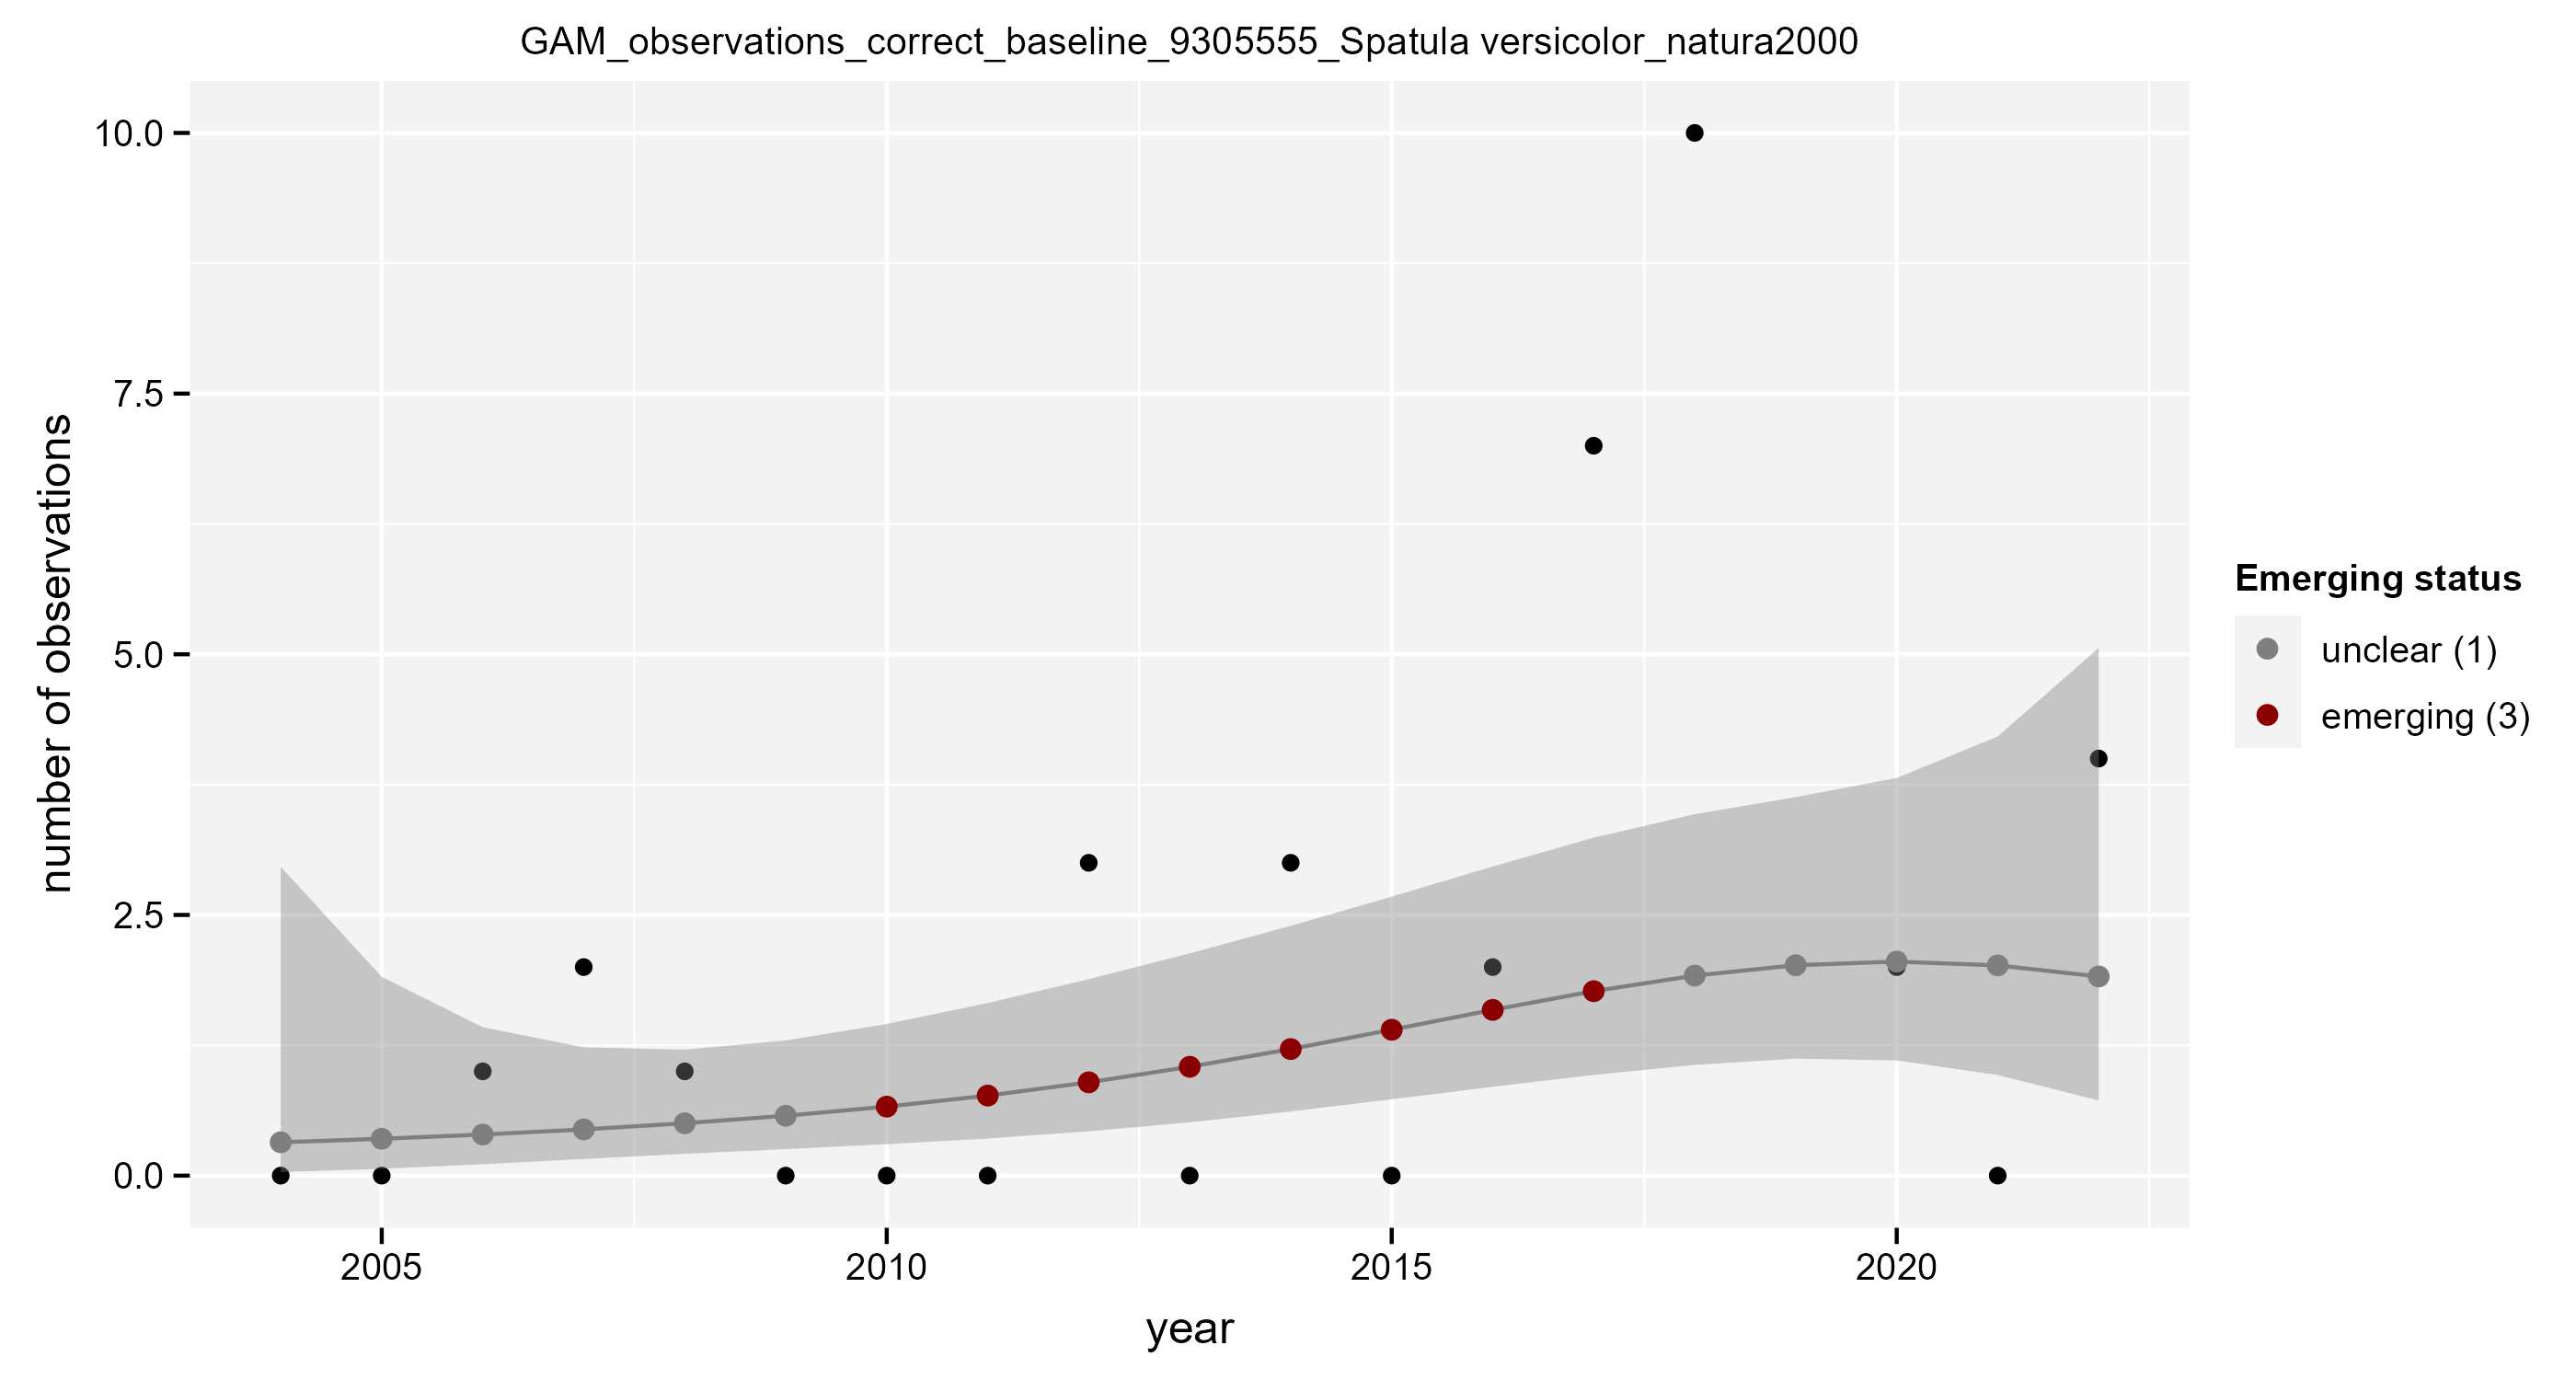 GAM_observations_correct_baseline_9305555_Spatula versicolor_natura2000
10.0
7.5
5.0
2.5
0.0
number of observations
2005
2010
2015
2020
year
Emerging status
unclear (1)
emerging (3)